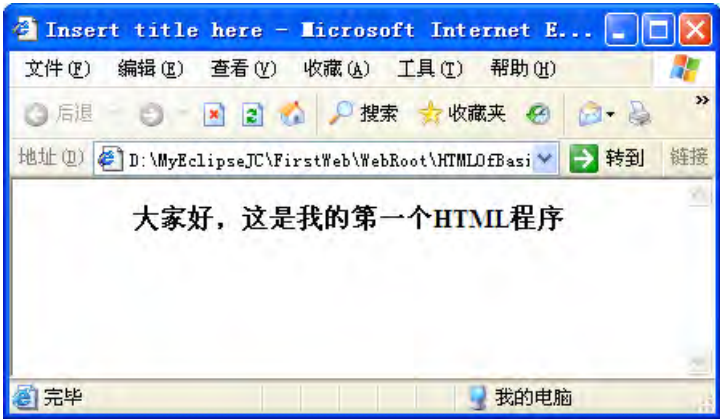 Insert title here - Microsoft Internet E...
文件(F) 编辑(E) 查看(V) 收藏(A) 工具(T) 帮助(H)
后退 搜索 收藏夹 »
地址(D) D:\MyEclipseJC\FirstWeb\WebRoot\HTMLOfBasi 转到 链接
大家好，这是我的第一个HTML程序
完毕 我的电脑